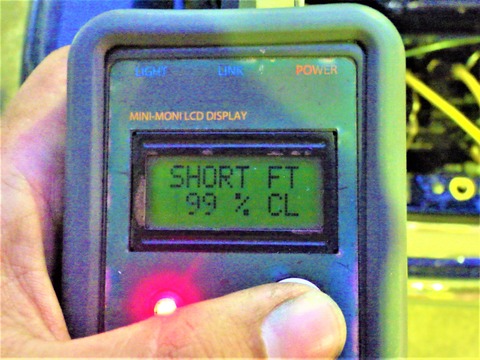 LIGHT LINK POWER
MINI-MONI LCD DISPLAY
SHORT FT
99 % CL